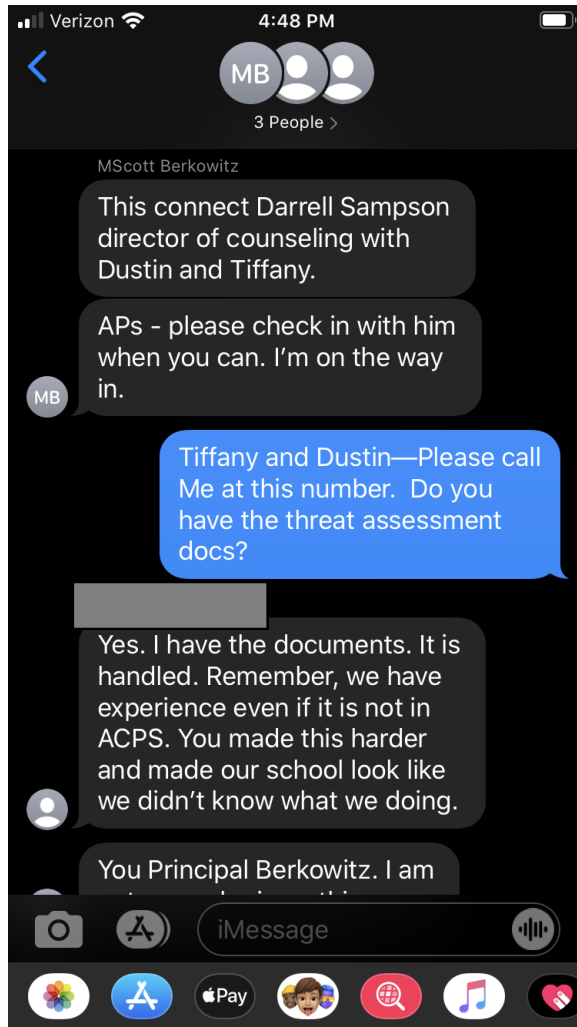 Verizon
4:48 PM
MB
3 People >
MScott Berkowitz
This connect Darrell Sampson
director of counseling with
Dustin and Tiffany.
APs - please check in with him
when you can. I’m on the way
in.
MB
Tiffany and Dustin—Please call
Me at this number.  Do you
have the threat assessment
docs?
Yes. I have the documents. It is
handled. Remember, we have
experience even if it is not in
ACPS. You made this harder
and made our school look like
we didn’t know what we doing.
You Principal Berkowitz. I am
iMessage
Pay